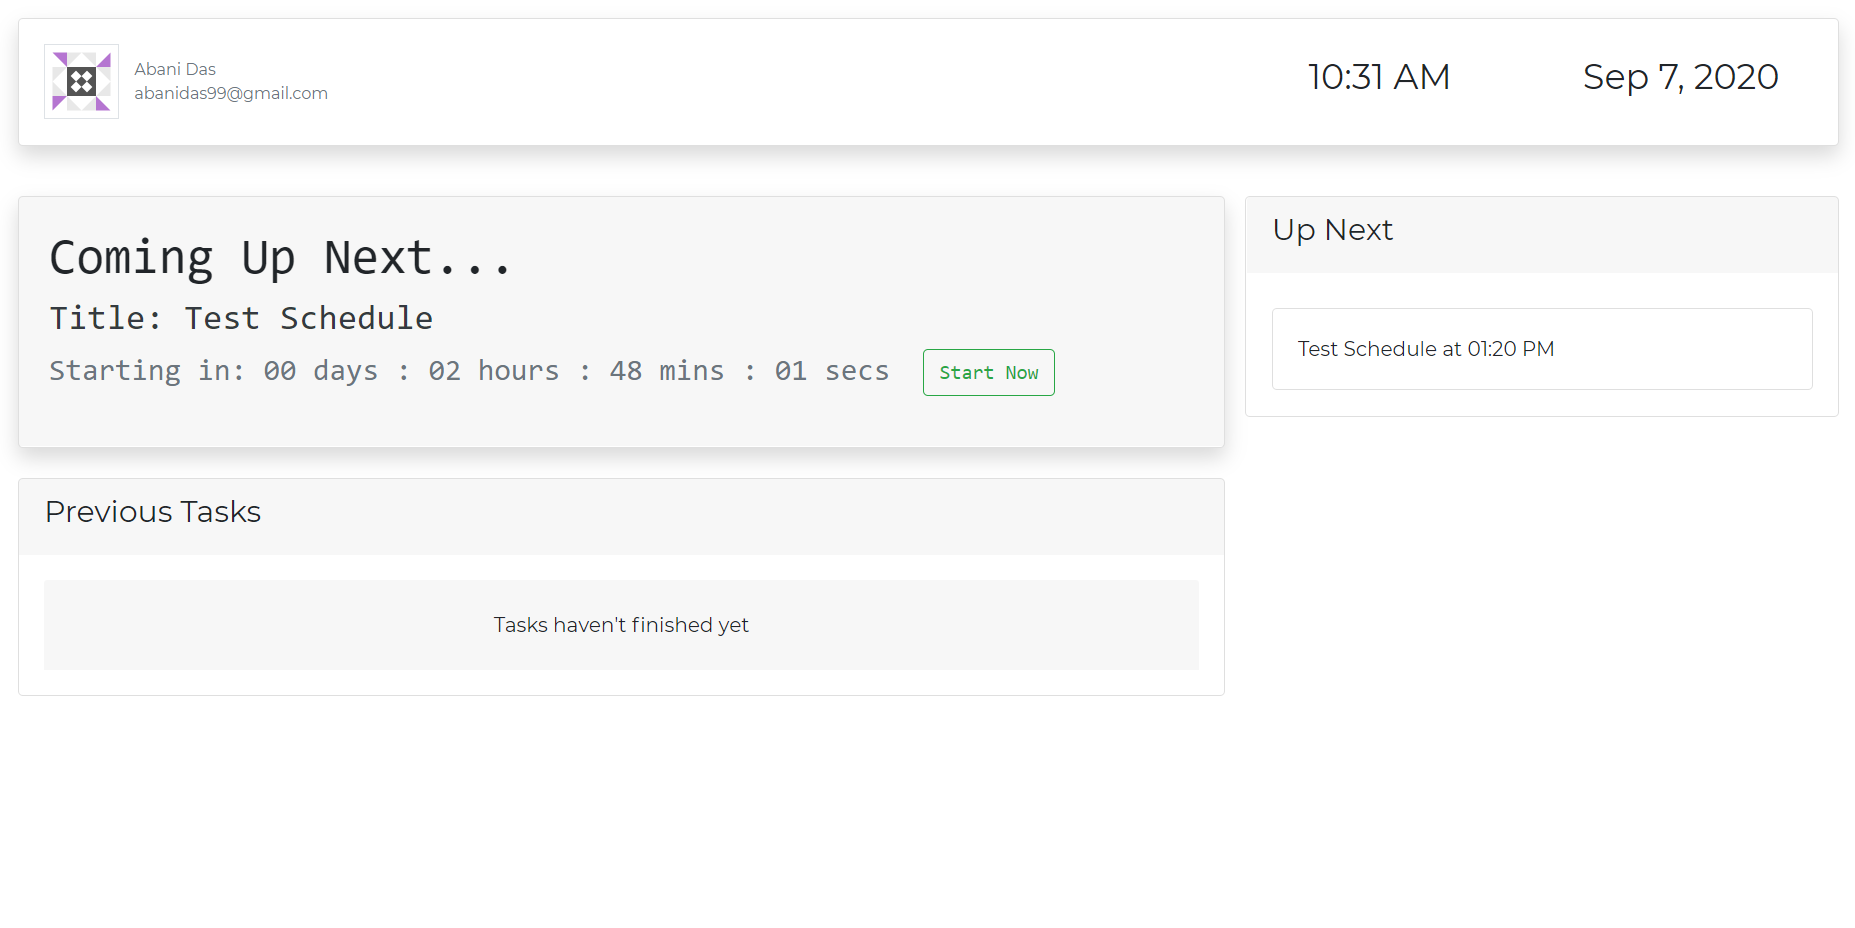 Abani Das
abanidas99@gmail.com
10:31 AM
Sep 7, 2020
Coming Up Next...
Title: Test Schedule
Starting in: 00 days : 02 hours : 48 mins : 01 secs
Start Now
Up Next
Test Schedule at 01:20 PM
Previous Tasks
Tasks haven't finished yet